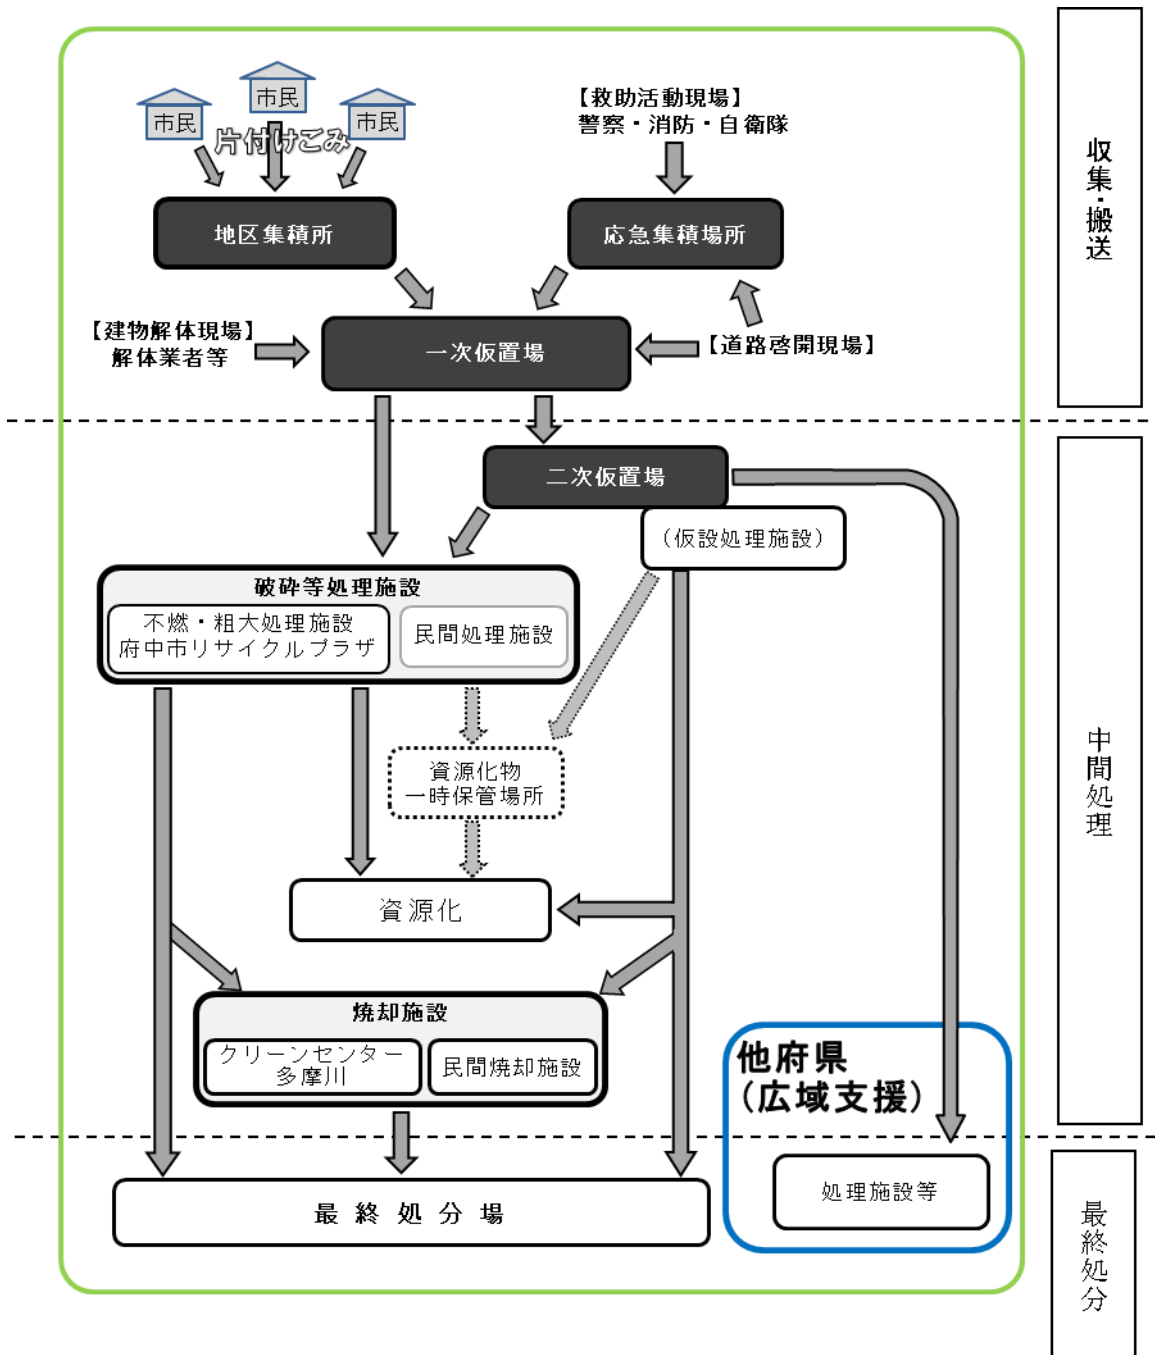 市民
市民
市民
片付けごみ
【救助活動現場】
警察・消防・自衛隊
地区集積所
応急集積場所
【建物解体現場】
解体業者等
一次仮置場
【道路啓開現場】
収集・搬送
二次仮置場
（仮設処理施設）
破砕等処理施設
不燃・粗大処理施設
府中市リサイクルプラザ
民間処理施設
資源化物
一時保管場所
資源化
中間処理
焼却施設
クリーンセンター
多摩川
民間焼却施設
他府県
（広域支援）
最終処分場
処理施設等
最終処分